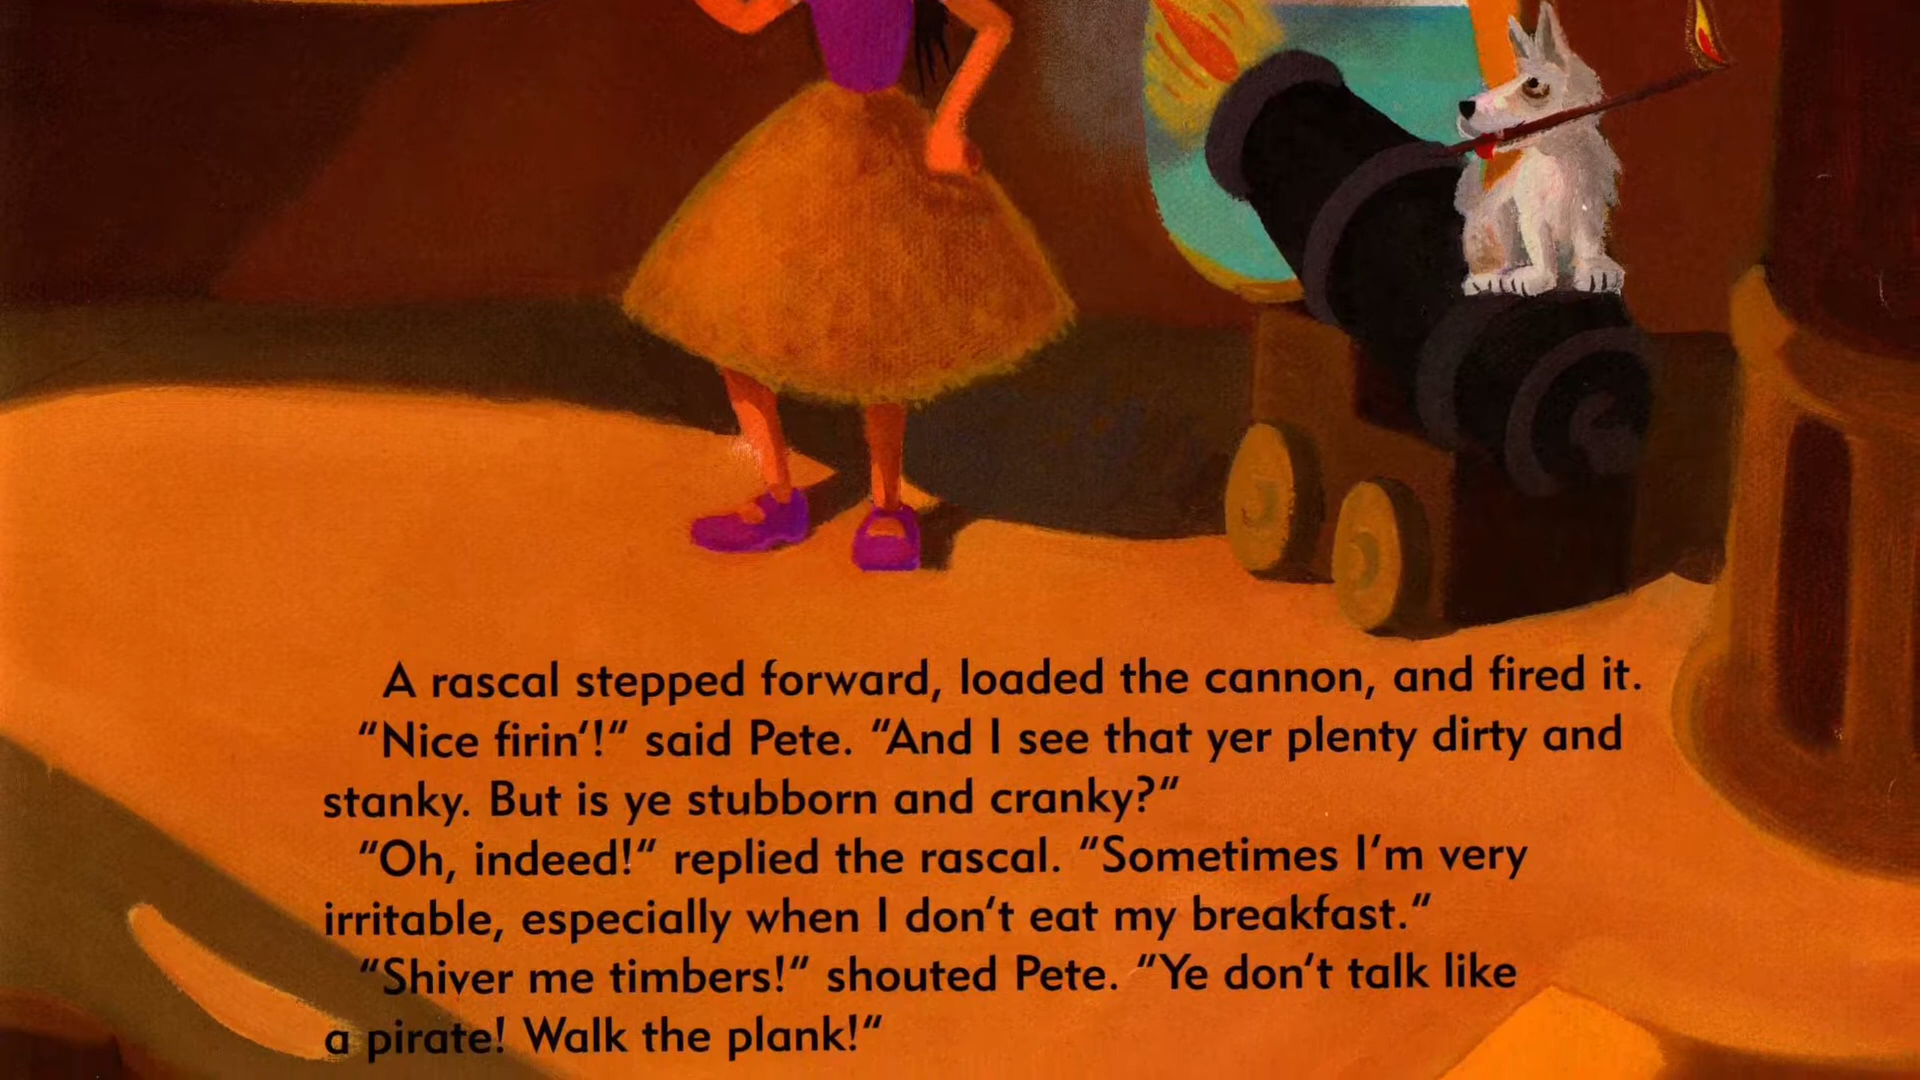 A rascal stepped forward, loaded the cannon, and fired it.
“Nice firin’!” said Pete. “And I see that yer plenty dirty and
stanky. But is ye stubborn and cranky?”
“Oh, indeed!” replied the rascal. “Sometimes I’m very
irritable, especially when I don’t eat my breakfast.”
“Shiver me timbers!” shouted Pete. “Ye don’t talk like
a pirate! Walk the plank!”